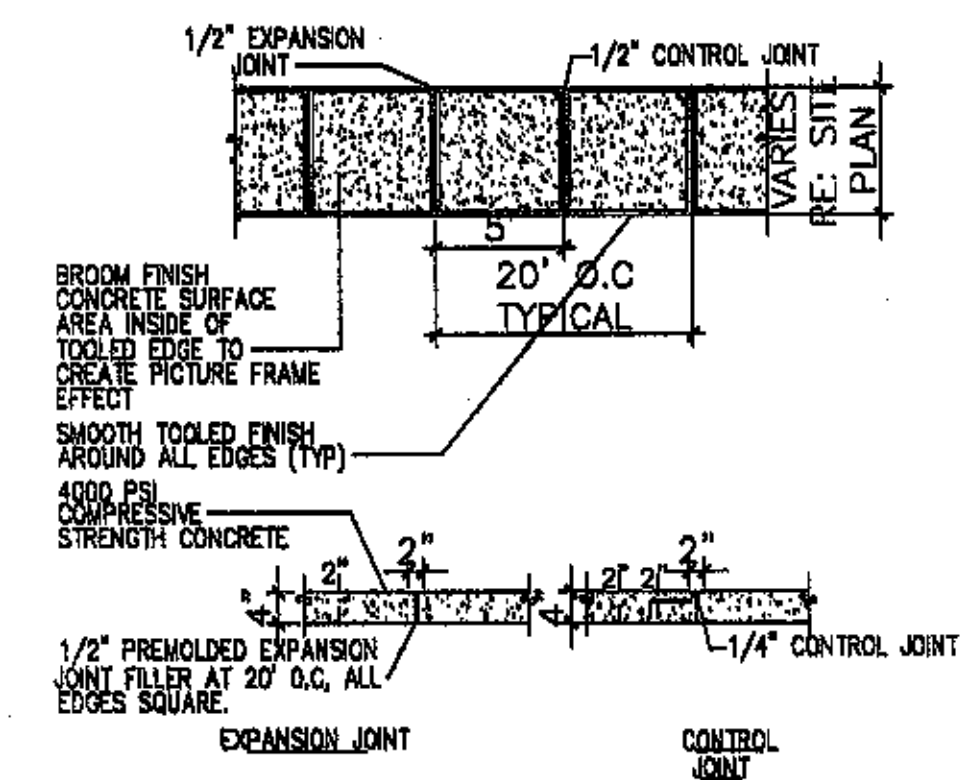 1/2" EXPANSION
JOINT
1/2" CONTROL JOINT
VARIES
RE: SITE
PLAN
5'
20' O.C
TYPICAL
BROOM FINISH
CONCRETE SURFACE
AREA INSIDE OF
TOOLED EDGE TO
CREATE PICTURE FRAME
EFFECT
SMOOTH TOOLED FINISH
AROUND ALL EDGES (TYP)
4000 PSI
COMPRESSIVE
STRENGTH CONCRETE
2"
2"
4"
2"
2"
2"
4"
1/4" CONTROL JOINT
1/2" PREMOLDED EXPANSION
JOINT FILLER AT 20' O.C, ALL
EDGES SQUARE.
EXPANSION JOINT
CONTROL
JOINT